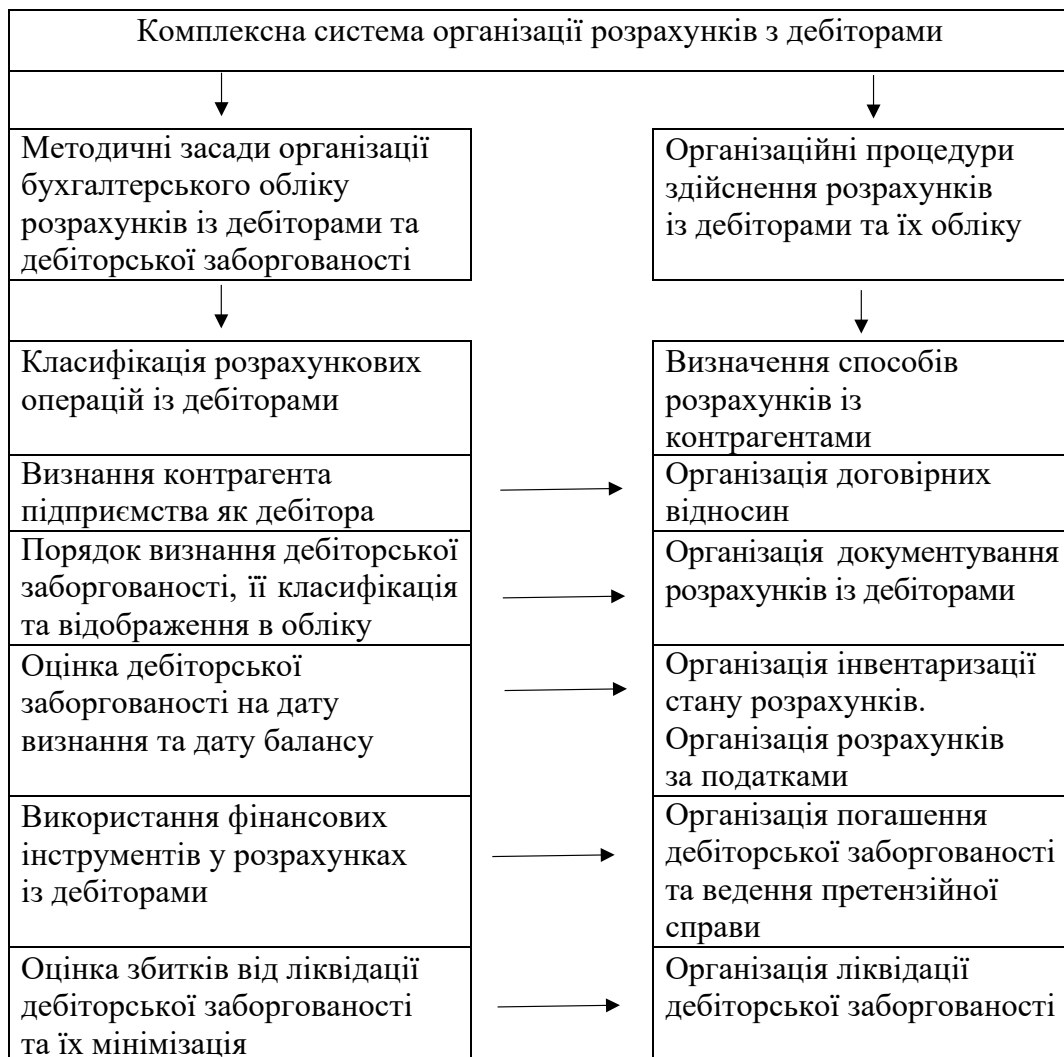 Комплексна система організації розрахунків з дебіторами
Методичні засади організації
бухгалтерського обліку
розрахунків із дебіторами та
дебіторської заборгованості
Організаційні процедури
здійснення розрахунків
із дебіторами та їх обліку
Класифікація розрахункових
операцій із дебіторами
Визначення способів
розрахунків із
контрагентами
Визнання контрагента
підприємства як дебітора
Організація договірних
відносин
Порядок визнання дебіторської
заборгованості, її класифікація
та відображення в обліку
Організація документування
розрахунків із дебіторами
Оцінка дебіторської
заборгованості на дату
визнання та дату балансу
Організація інвентаризації
стану розрахунків.
Організація розрахунків
за податками
Використання фінансових
інструментів у розрахунках
із дебіторами
Організація погашення
дебіторської заборгованості
та ведення претензійної
справи
Оцінка збитків від ліквідації
дебіторської заборгованості
та їх мінімізація
Організація ліквідації
дебіторської заборгованості